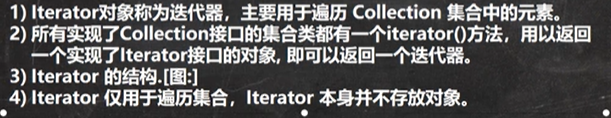 1) Iterator对象称为迭代器，主要用于遍历 Collection 集合中的元素。
2) 所有实现了Collection接口的集合类都有一个iterator()方法，用以返回
一个实现了Iterator接口的对象, 即可以返回一个迭代器。
3) Iterator 的结构.[图:]
4) Iterator 仅用于遍历集合，Iterator 本身并不存放对象。